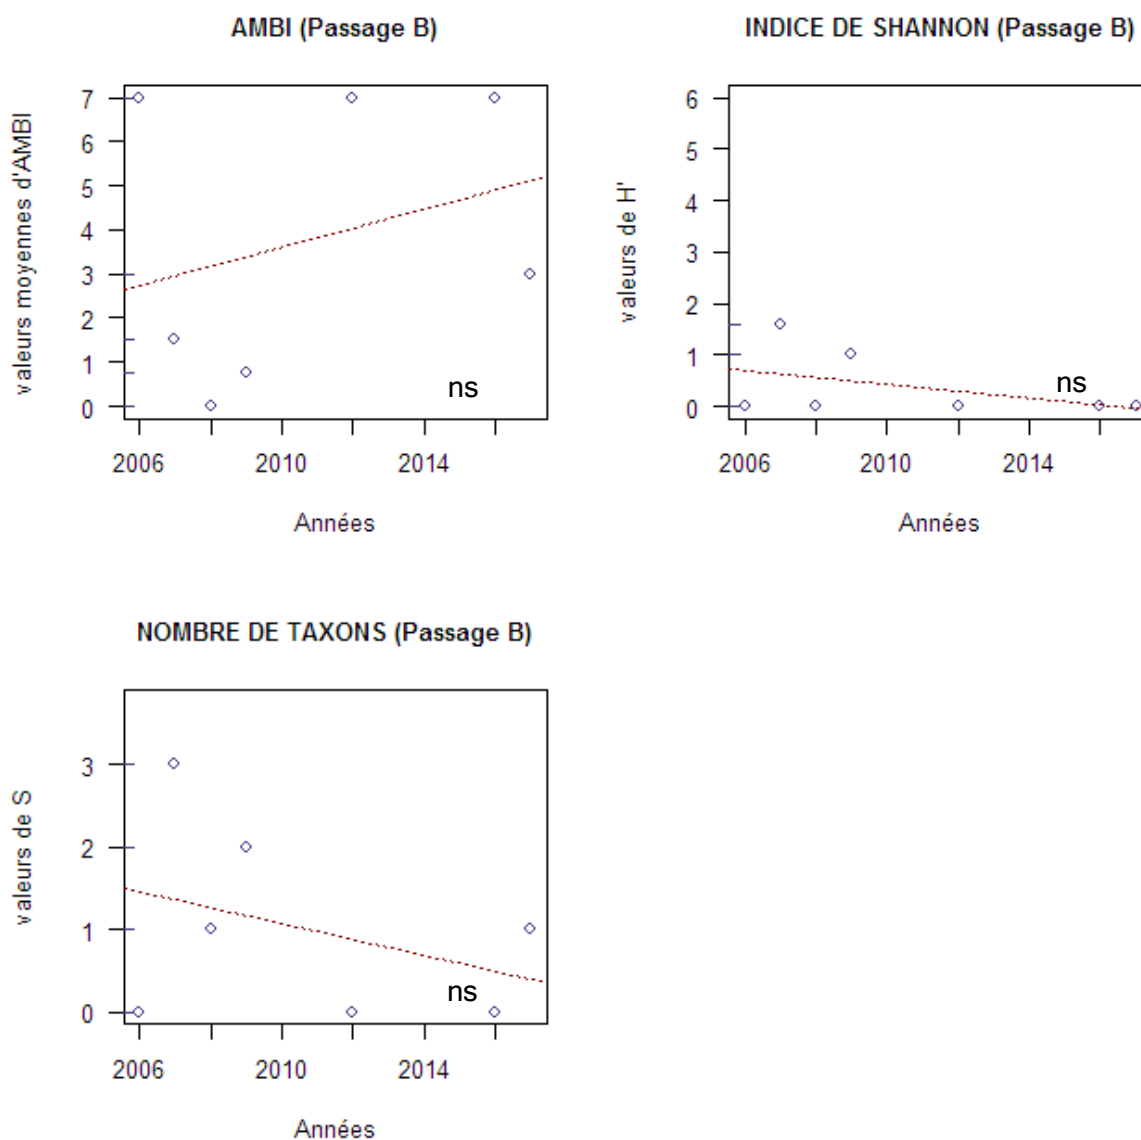 AMBI (Passage B)
valeurs moyennes d'AMBI
7
6
5
4
3
2
1
0
ns
2006 2010 2014
Années
INDICE DE SHANNON (Passage B)
valeurs de H'
6
5
4
3
2
1
0
ns
2006 2010 2014
Années
NOMBRE DE TAXONS (Passage B)
valeurs de S
3
2
1
0
ns
2006 2010 2014
Années